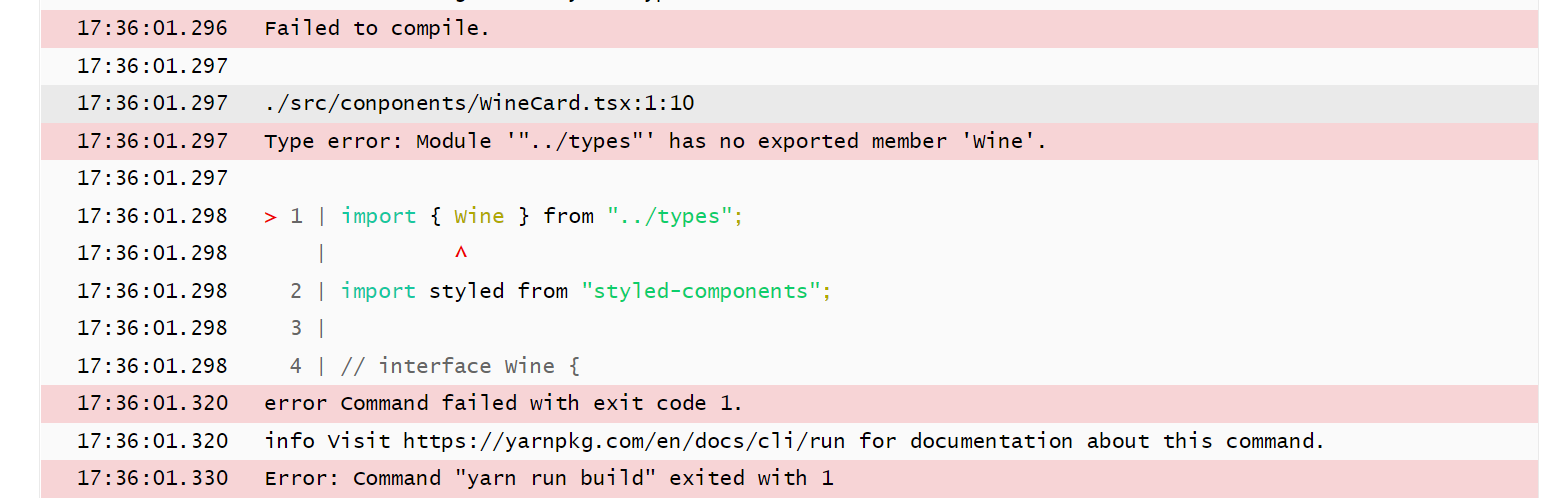 17:36:01.296 Failed to compile.
17:36:01.297
17:36:01.297 ./src/conponents/WineCard.tsx:1:10
17:36:01.297 Type error: Module '"../types"' has no exported member 'Wine'.
17:36:01.297
17:36:01.298 > 1 | import { Wine } from "../types";
17:36:01.298 | ^
17:36:01.298 2 | import styled from "styled-components";
17:36:01.298 3 |
17:36:01.298 4 | // interface Wine {
17:36:01.320 error Command failed with exit code 1.
17:36:01.320 info Visit https://yarnpkg.com/en/docs/cli/run for documentation about this command.
17:36:01.330 Error: Command "yarn run build" exited with 1